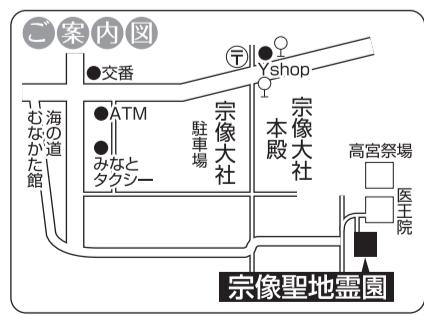 ご案内図
〒
Yshop
●交番
●ATM
●みなと
タクシー
海の道
むなかた館
宗像大社
駐車場
宗像大社
本殿
高宮祭場
医王院
宗像聖地霊園